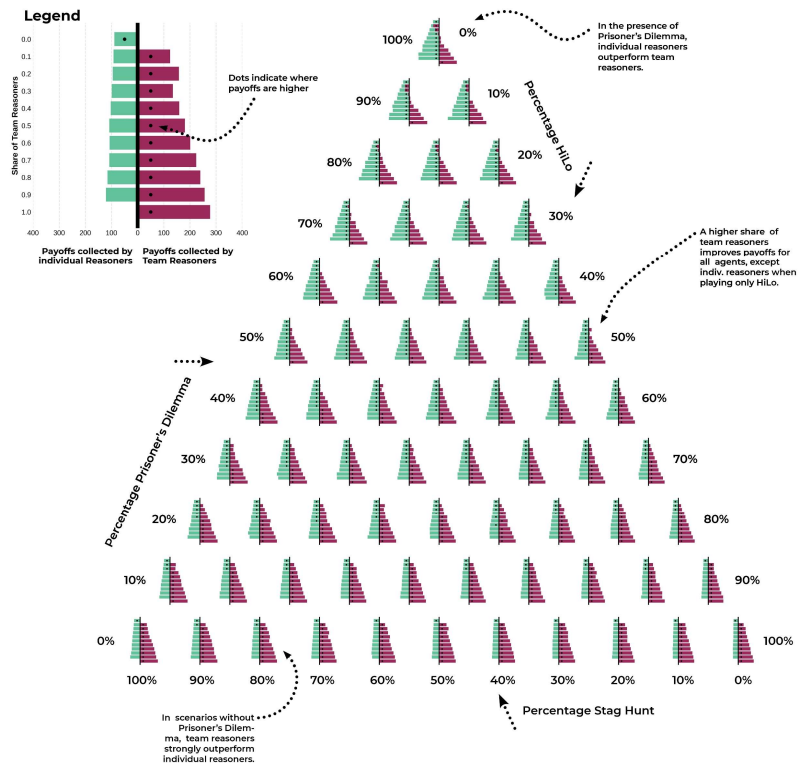 Legend
0.0
0.1
0.2
0.3
0.4
0.5
0.6
0.7
0.8
0.9
1.0
Share of Team Reasoners
400 300 200 100 0 100 200 300 400
Payoffs collected by
individual Reasoners
Payoffs collected by
Team Reasoners
Dots indicate where
payoffs are higher
In the presence of
Prisoner's Dilemma,
individual reasoners
outperform team
reasoners.
100% 0%
90% 10%
80% 20%
70% 30%
60% 40%
50% 50%
40% 60%
30% 70%
20% 80%
10% 90%
0% 100%
Percentage HiLo
A higher share of
team reasoners
improves payoffs for
all agents, except
indiv. reasoners when
playing only HiLo.
Percentage Prisoner's Dilemma
100% 90% 80% 70% 60% 50% 40% 30% 20% 10% 0%
Percentage Stag Hunt
In scenarios without
Prisoner's Dilem-
ma, team reasoners
strongly outperform
individual reasoners.